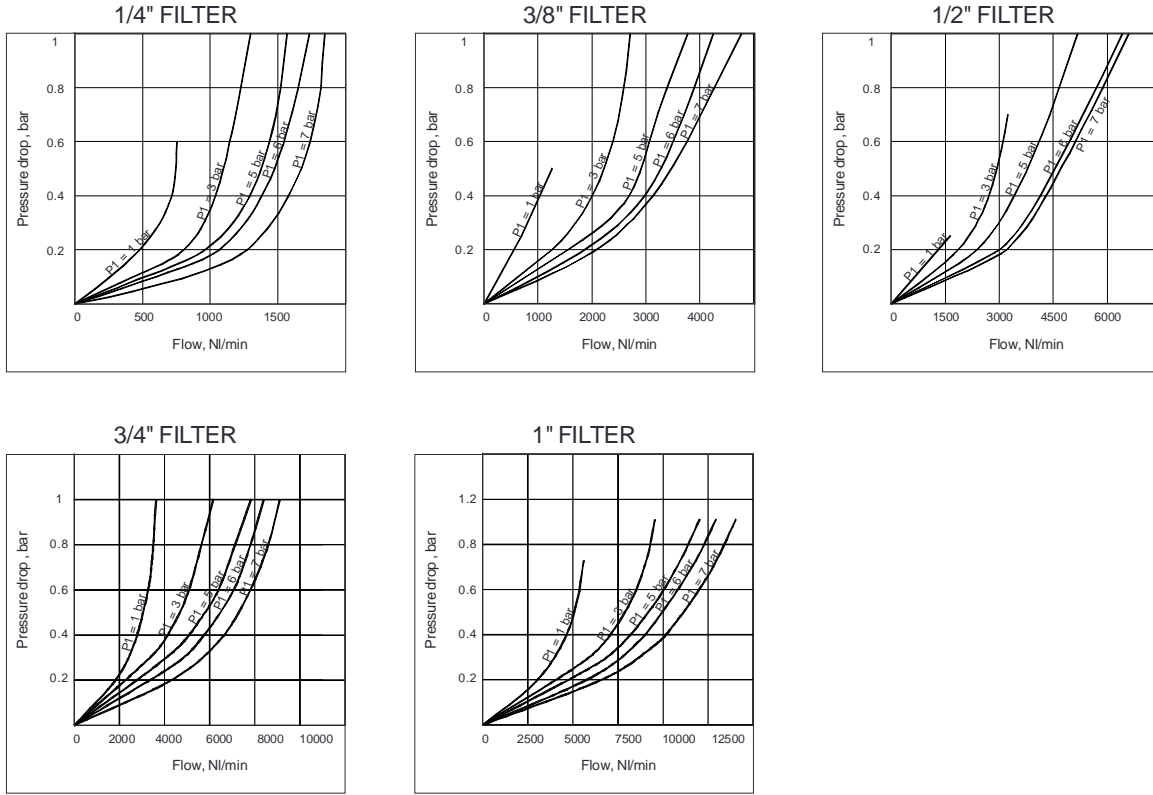 1/4" FILTER
1
0.8
0.6
0.4
0.2
Pressure drop , bar
P1 = 1 bar
P1 = 3 bar
P1 = 5 bar
P1 = 6 bar
P1 = 7 bar
0 500 1000 1500
Flow, Nl/min
3/8" FILTER
1
0.8
0.6
0.4
0.2
Pressure drop , bar
P1 = 1 bar
P1 = 3 bar
P1 = 5 bar
P1 = 6 bar
P1 = 7 bar
0 1000 2000 3000 4000
Flow, Nl/min
1/2" FILTER
1
0.8
0.6
0.4
0.2
Pressure drop , bar
P1 = 1 bar
P1 = 3 bar
P1 = 5 bar
P1 = 6 bar
P1 = 7 bar
0 1500 3000 4500 6000
Flow, Nl/min
3/4" FILTER
1
0.8
0.6
0.4
0.2
Pressure drop , bar
P1 = 1 bar
P1 = 3 bar
P1 = 5 bar
P1 = 6 bar
P1 = 7 bar
0 2000 4000 6000 8000 10000
Flow, Nl/min
1" FILTER
1.2
0.8
0.6
0.4
0.2
Pressure drop , bar
P1 = 1 bar
P1 = 3 bar
P1 = 5 bar
P1 = 6 bar
P1 = 7 bar
0 2500 5000 7500 10000 12500
Flow, Nl/min